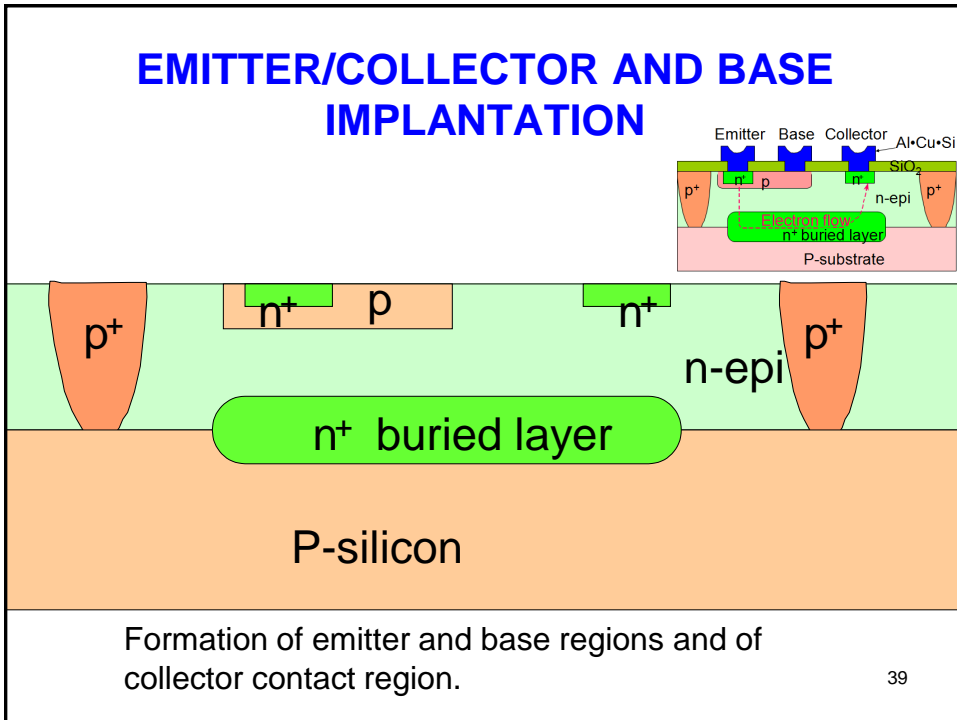 EMITTER/COLLECTOR AND BASE
IMPLANTATION
Emitter Base Collector
Al•Cu•Si
SiO₂
p⁺ n⁺ p n⁺ p⁺
n-epi
Electron flow
n⁺ buried layer
P-substrate
p⁺ n⁺ p n⁺ p⁺
n-epi
n⁺ buried layer
P-silicon
Formation of emitter and base regions and of
collector contact region.
39